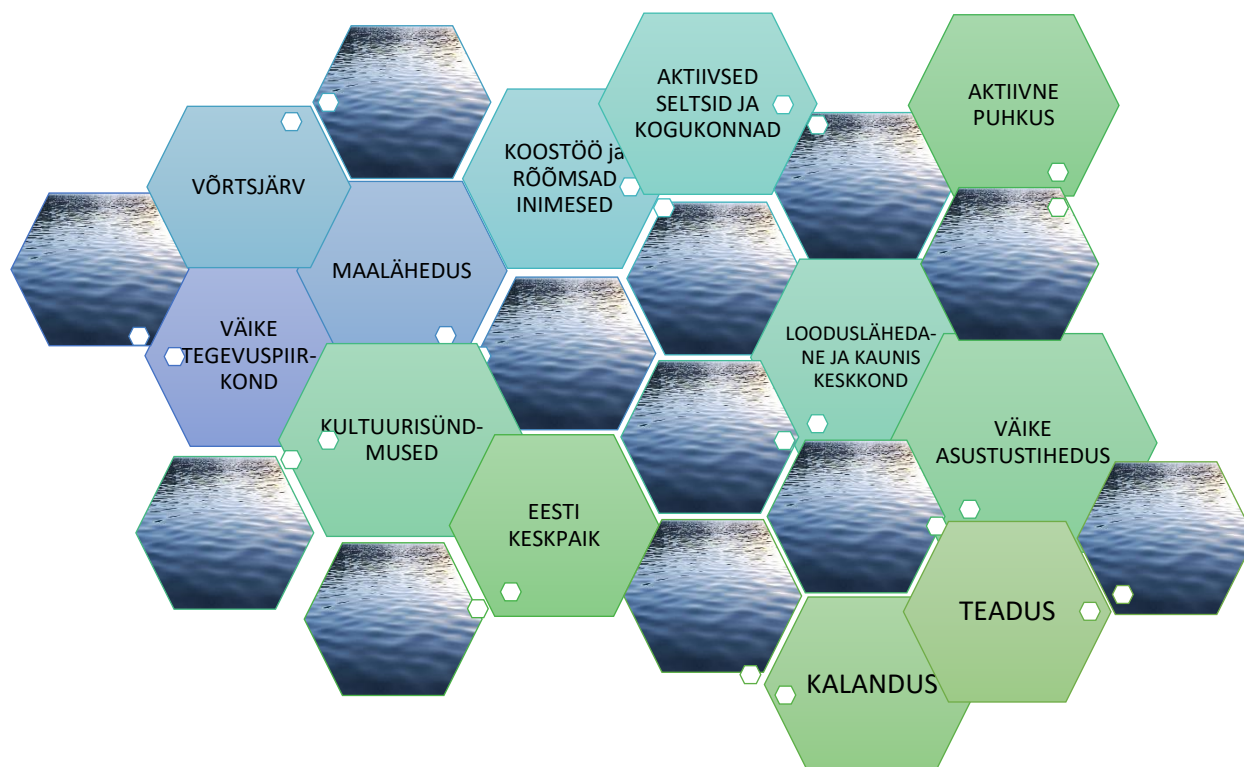 AKTIIVSED
SELTSID JA
KOGUKONNAD
AKTIIVNE
PUHKUS
KOOSTÖÖ ja
RÕÕMSAD
INIMESED
VÕRTSJÄRV
MAALÄHEDUS
VÄIKE
TEGEVUSPIIR-
KOND
LOODUSLÄHEDA-
NE JA KAUNIS
KESKKOND
KULTUURISÜND-
MUSED
VÄIKE
ASUSTUSTIHEDUS
EESTI
KESKPAIK
TEADUS
KALANDUS